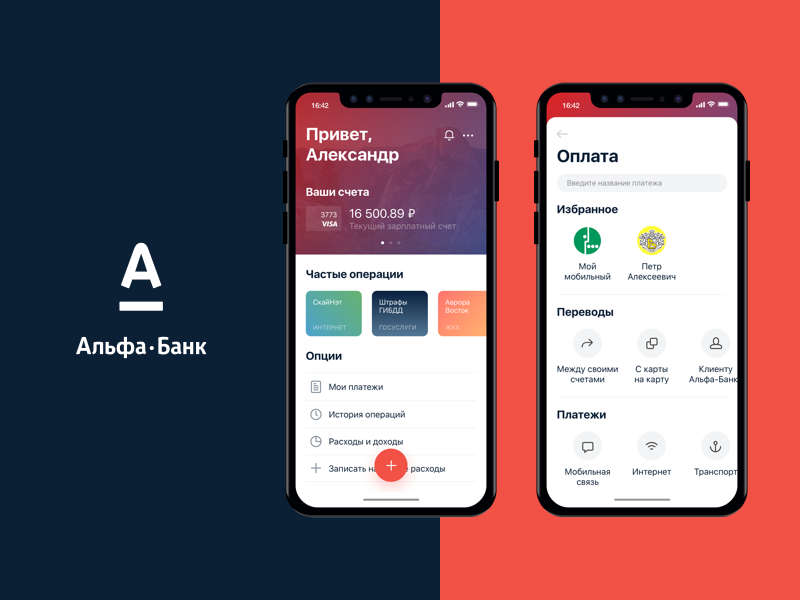 Альфа·Банк
16:42
Привет,
Александр
Ваши счета
3773
VISA
16 500.89 ₽
Текущий зарплатный счет
Частые операции
СкайНэт
ИНТЕРНЕТ
Штрафы
ГИБДД
ГОСУСЛУГИ
Аврора
Восток
ЖКХ
Опции
Мои платежи
История операций
Расходы и доходы
Записать на
расходы
16:42
Оплата
Введите название платежа
Избранное
Мой
мобильный
Петр
Алексеевич
Переводы
Между своими
счетами
С карты
на карту
Клиенту
Альфа-Банк
Платежи
Мобильная
связь
Интернет
Транспорт